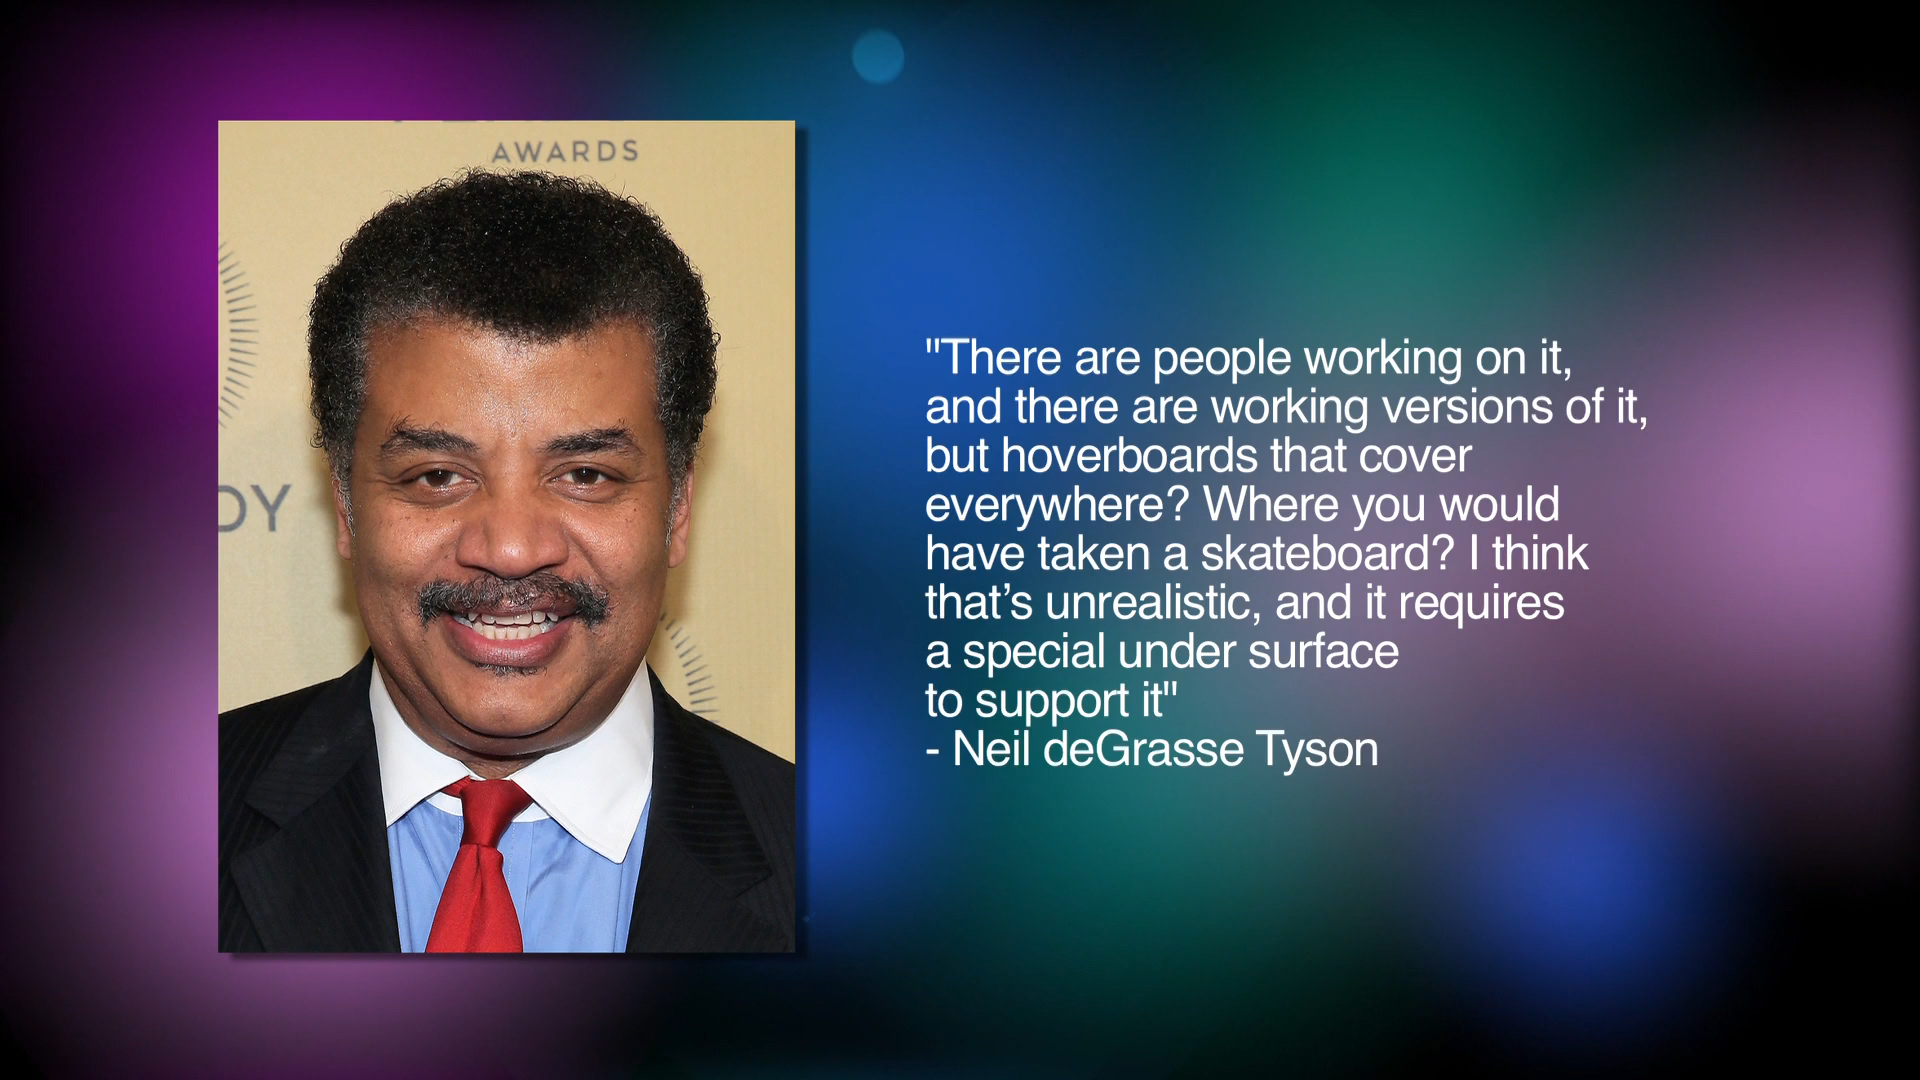 AWARDS
DY
"There are people working on it,
and there are working versions of it,
but hoverboards that cover
everywhere? Where you would
have taken a skateboard? I think
that’s unrealistic, and it requires
a special under surface
to support it"
- Neil deGrasse Tyson